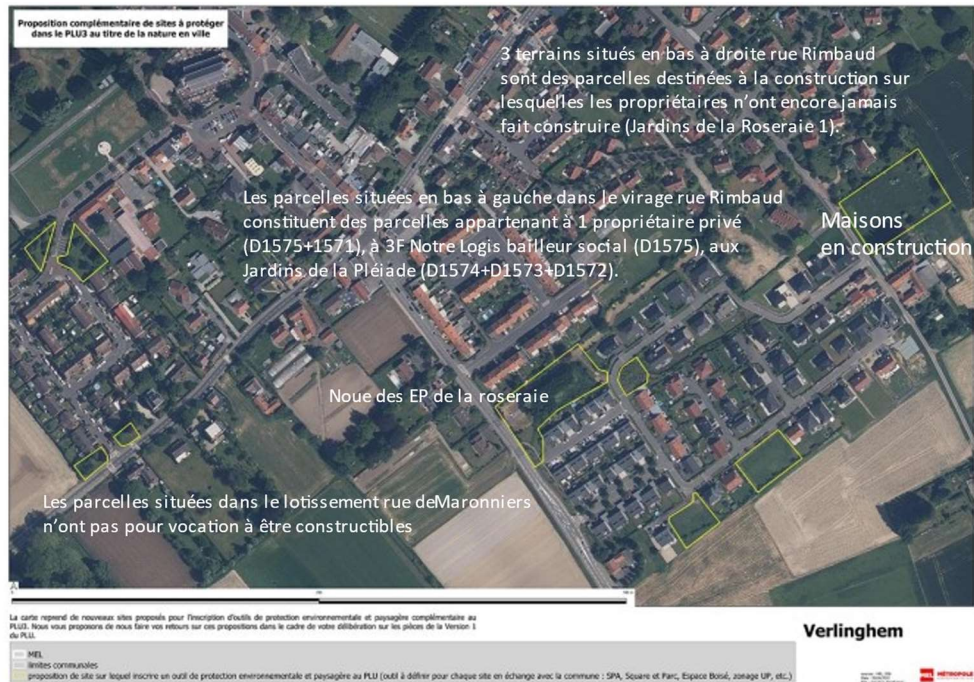 Proposition complémentaire de sites à protéger
dans le PLU3 au titre de la nature en ville
3 terrains situés en bas à droite rue Rimbaud
sont des parcelles destinées à la construction sur
lesquelles les propriétaires n'ont encore jamais
fait construire (Jardins de la Roseraie 1).
Les parcelles situées en bas à gauche dans le virage rue Rimbaud
constituent des parcelles appartenant à 1 propriétaire privé
(D1575+1571), à 3F Notre Logis bailleur social (D1575), aux
Jardins de la Pléiade (D1574+D1573+D1572).
Maisons
en construction
Noue des EP de la roseraie
Les parcelles situées dans le lotissement rue deMaronniers
n'ont pas pour vocation à être constructibles
La carte reprend de nouveaux sites proposés pour l'inscription d'outils de protection environnementale et paysagère complémentaire au
PLU3. Nous vous proposons de nous faire vos retours sur ces propositions dans le cadre de votre délibération sur les pièces de la Version 1
du PLU.
Verlinghem
MEL
limites communales
proposition de site sur lequel inscrire un outil de protection environnementale et paysagère au PLU (outil à définir pour chaque site en échange avec la commune : SPA, Square et Parc, Espace Boisé, zonage UP, etc.)
MEL MÉTROPOLE